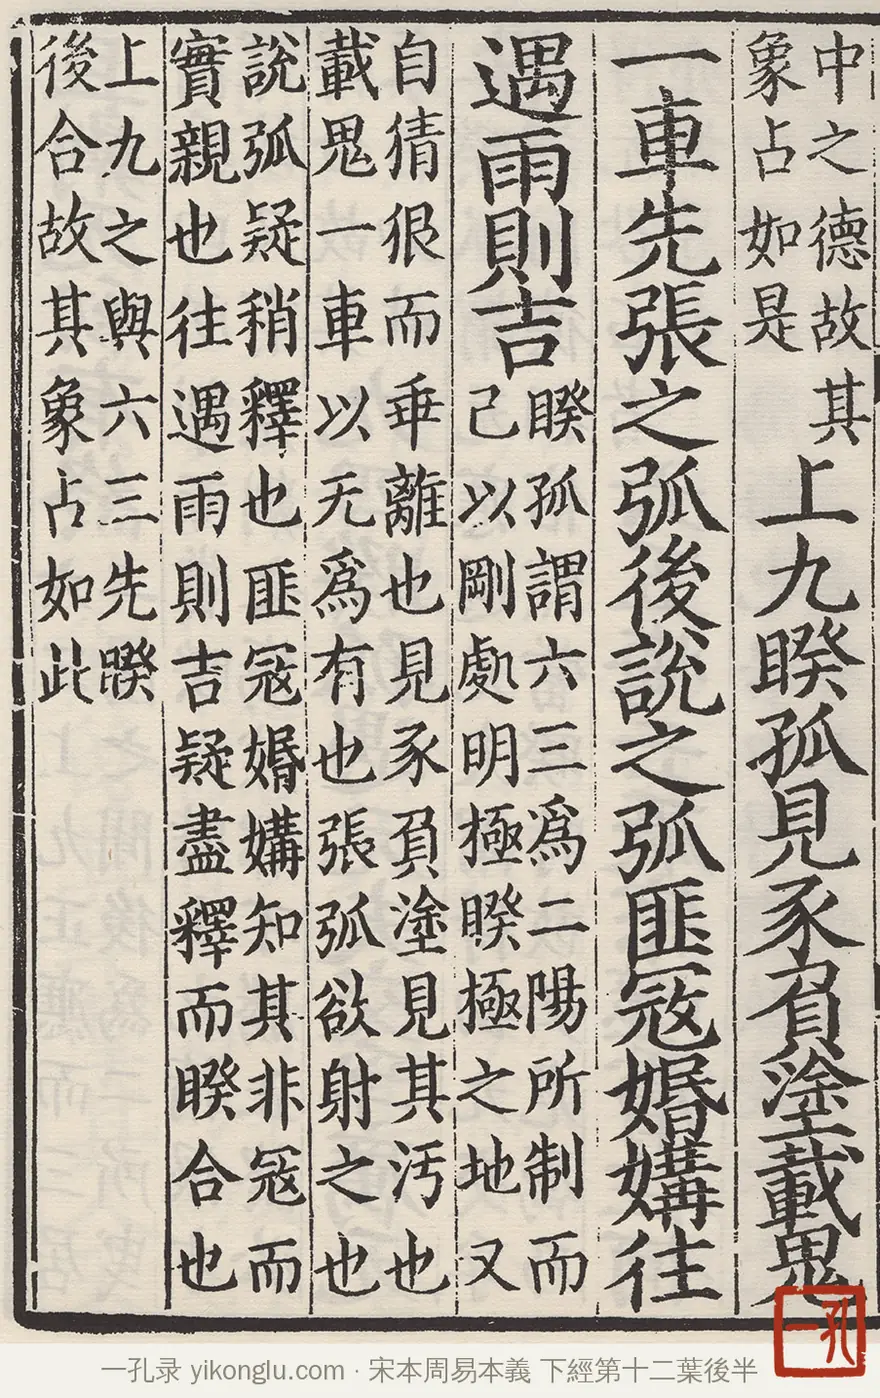 中之德故其
象占如是
上九睽孤見豕負塗載鬼
一車先張之弧後說之弧匪冦婚媾往
遇雨則吉
睽孤謂六三爲二陽所制而
己以剛處明極睽極之地又
自猜很而乖離也見豕負塗見其汚也
載鬼一車以无爲有也張弧欲射之也
說弧疑稍釋也匪冦婚媾知其非冦而
實親也往遇雨則吉疑盡釋而睽合也
上九之與六三先睽
後合故其象占如此
一孔
一孔录 yikonglu.com · 宋本周易本義 下經第十二葉後半